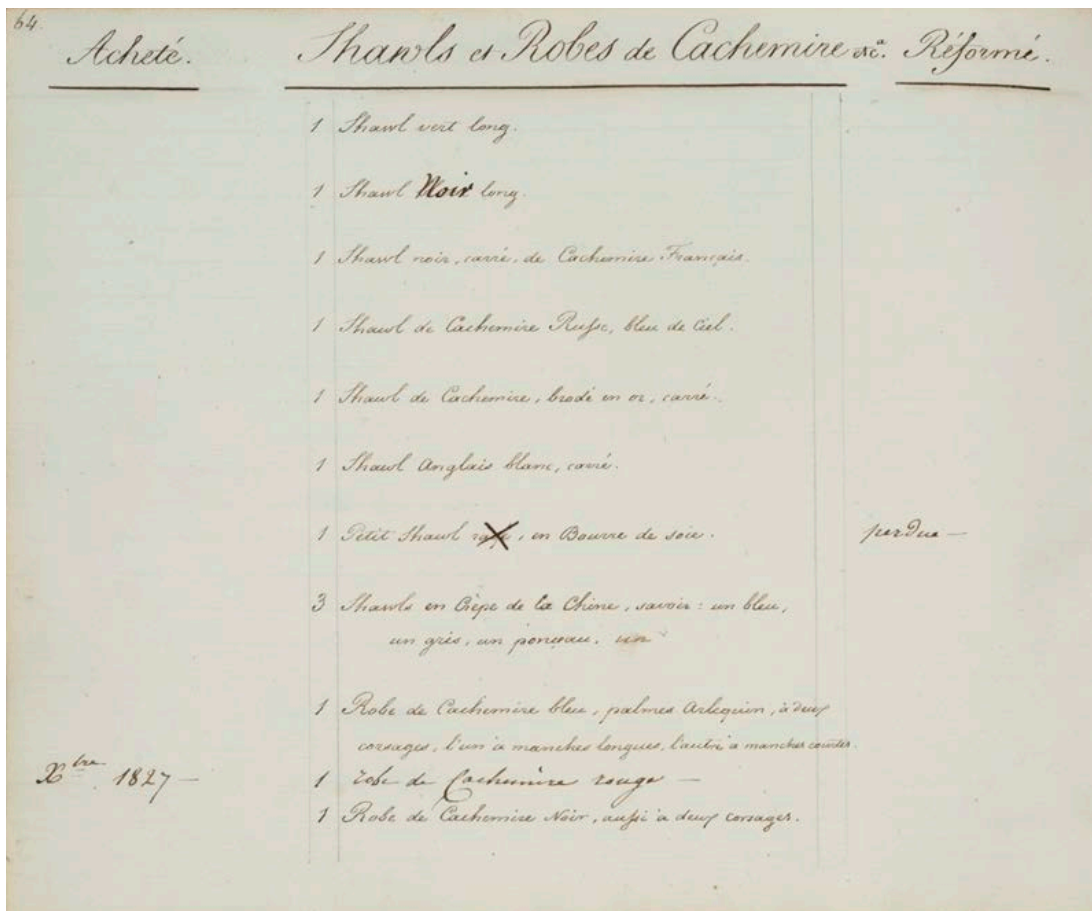 64.
Acheté. Shawls et Robes de Cachemire &c.ª Réformé.
1 Shawl vert long.
1 Shawl Noir long.
1 Shawl noir, carré, de Cachemire Français.
1 Shawl de Cachemire Russe, bleu de Ciel.
1 Shawl de Cachemire, brodé en or, carré.
1 Shawl Anglais blanc, carré.
1 Petit Shawl , en Bourre de soie. perdue —
3 Shawls en Crêpe de la Chine, savoir: un bleu,
un gris, un ponceau, un
1 Robe de Cachemire bleu, palmes Arlequin, à deux
corsages, l'un à manches longues, l'autre à manches courtes.
Xbre 1827 — 1 robe de Cachemire rouge —
1 Robe de Cachemire Noir, aussi à deux corsages.